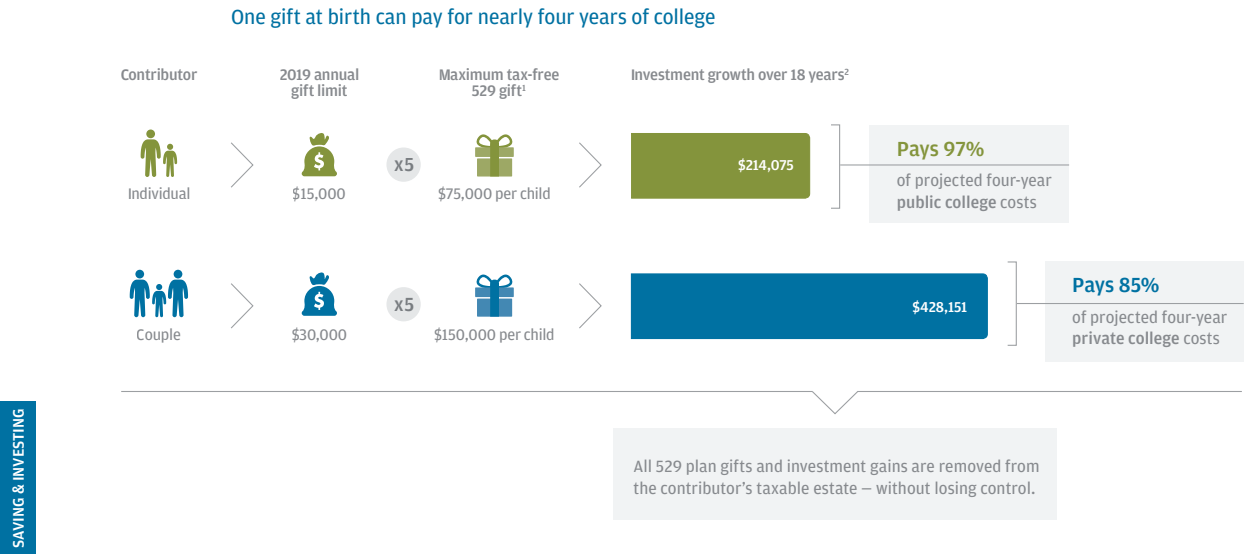 One gift at birth can pay for nearly four years of college
Contributor
2019 annual
gift limit
Maximum tax-free
529 gift¹
Investment growth over 18 years²
$
x5
$214,075
Individual
$15,000
$75,000 per child
Pays 97%
of projected four-year
public college costs
$
x5
$428,151
Couple
$30,000
$150,000 per child
Pays 85%
of projected four-year
private college costs
All 529 plan gifts and investment gains are removed from
the contributor’s taxable estate – without losing control.
SAVING & INVESTING